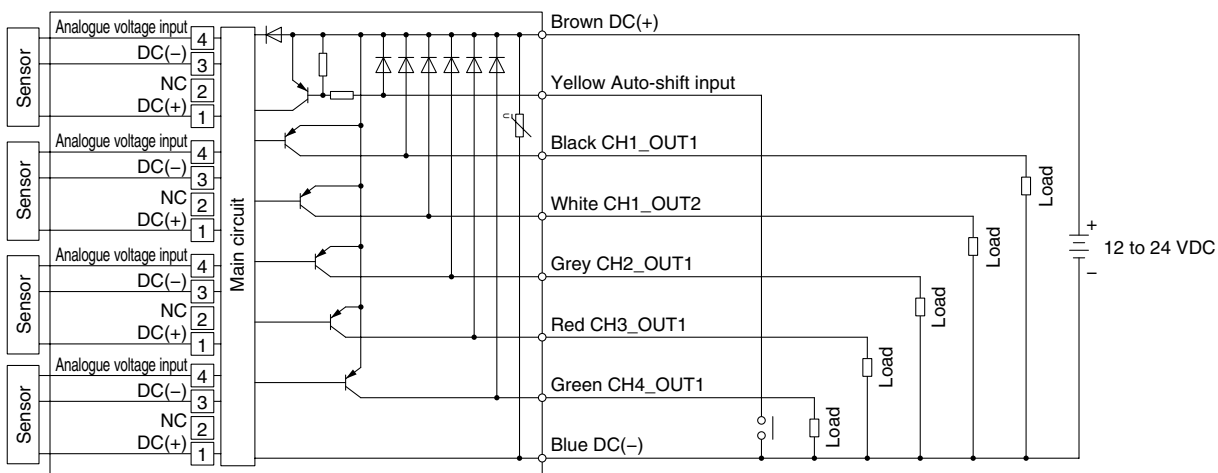 Sensor
Analogue voltage input 4
DC(−) 3
NC 2
DC(+) 1
Sensor
Analogue voltage input 4
DC(−) 3
NC 2
DC(+) 1
Sensor
Analogue voltage input 4
DC(−) 3
NC 2
DC(+) 1
Sensor
Analogue voltage input 4
DC(−) 3
NC 2
DC(+) 1
Main circuit
Brown DC(+)
Yellow Auto-shift input
Black CH1_OUT1
White CH1_OUT2
Grey CH2_OUT1
Red CH3_OUT1
Green CH4_OUT1
Blue DC(−)
Load
Load
Load
Load
Load
+
12 to 24 VDC
−